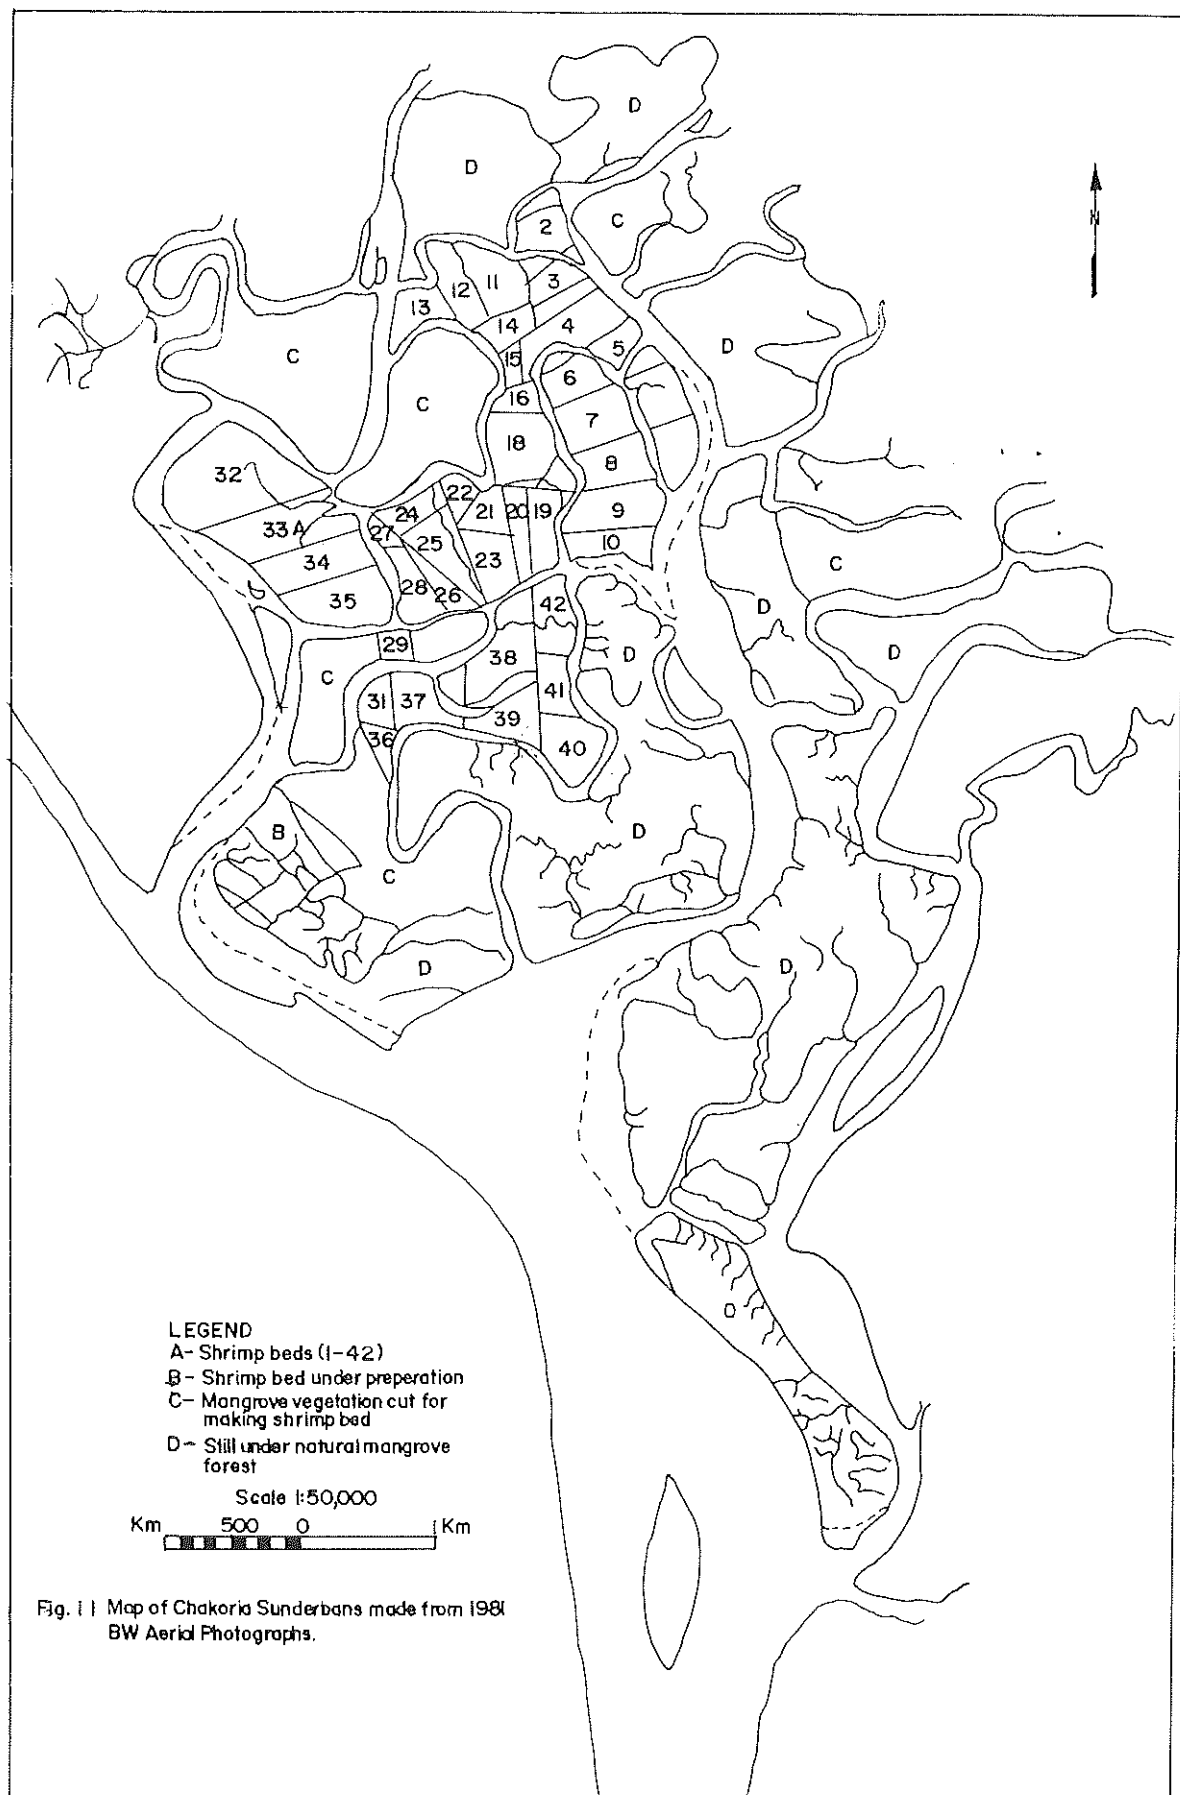 D
D
N
2
C
12
11
3
13
14
4
D
5
C
15
6
C
16
7
18
8
32
22
24
21
20
19
9
33
A
27
25
10
C
34
23
28
26
35
42
D
29
D
38
D
C
31
37
41
39
36
40
B
D
C
D
D
LEGEND
A- Shrimp beds (1-42)
B- Shrimp bed under preperation
C- Mangrove vegetation cut for
making shrimp bed
D- Still under natural mangrove
forest
Scale 1:50,000
Km 500 0 1 Km
Fig. 11 Map of Chakoria Sunderbans made from 1981
BW Aerial Photographs.